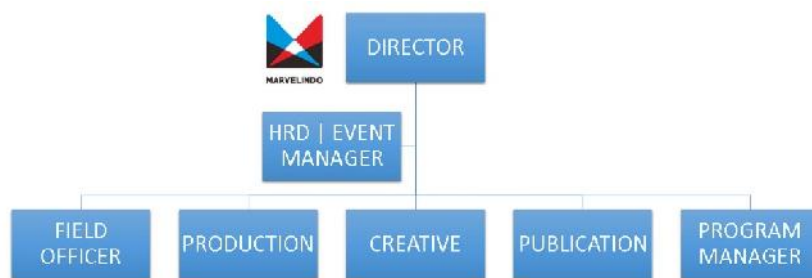 DIRECTOR
MARVELINDO
HRD | EVENT
MANAGER
FIELD
OFFICER
PRODUCTION
CREATIVE
PUBLICATION
PROGRAM
MANAGER